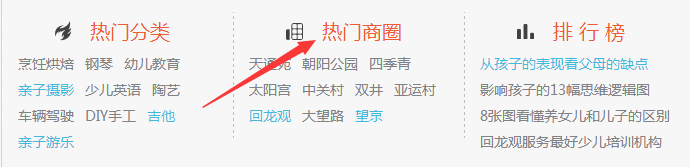 热门分类
烹饪烘焙 钢琴 幼儿教育
亲子摄影 少儿英语 陶艺
车辆驾驶 DIY手工 吉他
亲子游乐
热门商圈
天通苑 朝阳公园 四季青
太阳宫 中关村 双井 亚运村
回龙观 大望路 望京
排行榜
从孩子的表现看父母的缺点
影响孩子的13幅思维逻辑图
8张图看懂养女儿和儿子的区别
回龙观服务最好少儿培训机构